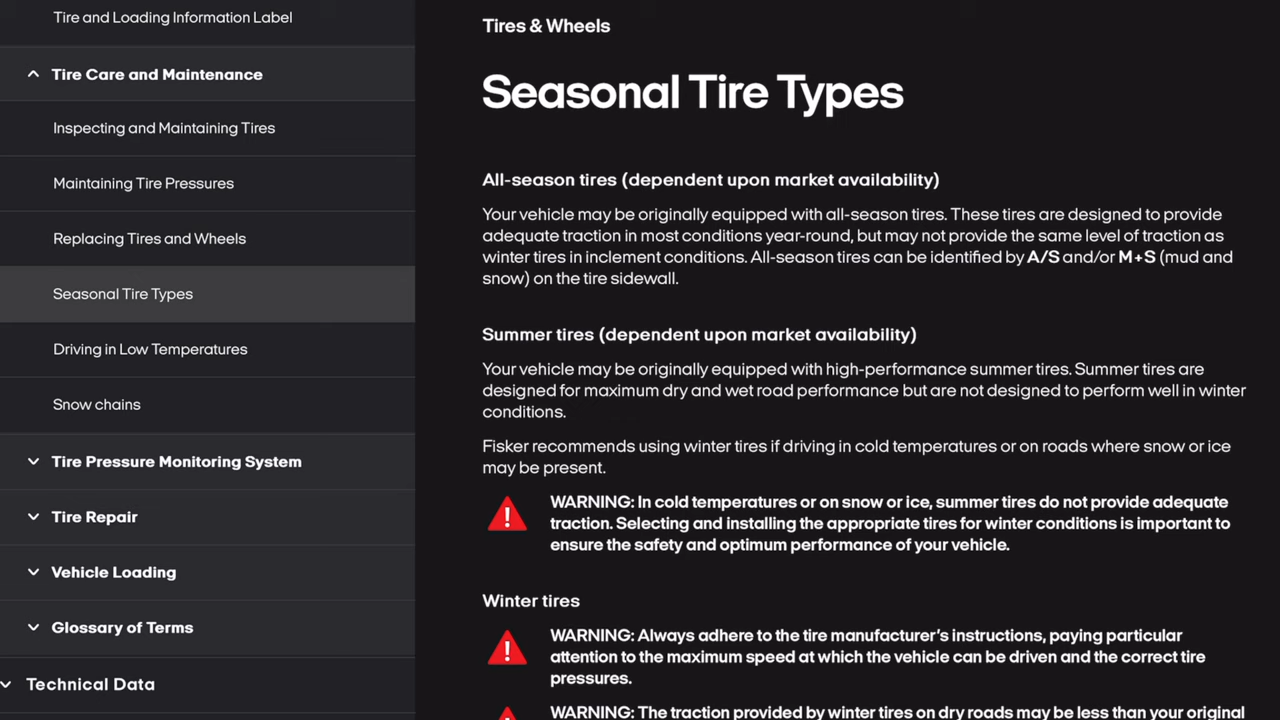 Tire and Loading Information Label
Tire Care and Maintenance
Inspecting and Maintaining Tires
Maintaining Tire Pressures
Replacing Tires and Wheels
Seasonal Tire Types
Driving in Low Temperatures
Snow chains
Tire Pressure Monitoring System
Tire Repair
Vehicle Loading
Glossary of Terms
Technical Data
Tires & Wheels
Seasonal Tire Types
All-season tires (dependent upon market availability)
Your vehicle may be originally equipped with all-season tires. These tires are designed to provide
adequate traction in most conditions year-round, but may not provide the same level of traction as
winter tires in inclement conditions. All-season tires can be identified by A/S and/or M+S (mud and
snow) on the tire sidewall.
Summer tires (dependent upon market availability)
Your vehicle may be originally equipped with high-performance summer tires. Summer tires are
designed for maximum dry and wet road performance but are not designed to perform well in winter
conditions.
Fisker recommends using winter tires if driving in cold temperatures or on roads where snow or ice
may be present.
WARNING: In cold temperatures or on snow or ice, summer tires do not provide adequate
traction. Selecting and installing the appropriate tires for winter conditions is important to
ensure the safety and optimum performance of your vehicle.
Winter tires
WARNING: Always adhere to the tire manufacturer's instructions, paying particular
attention to the maximum speed at which the vehicle can be driven and the correct tire
pressures.
WARNING: The traction provided by winter tires on dry roads may be less than your original